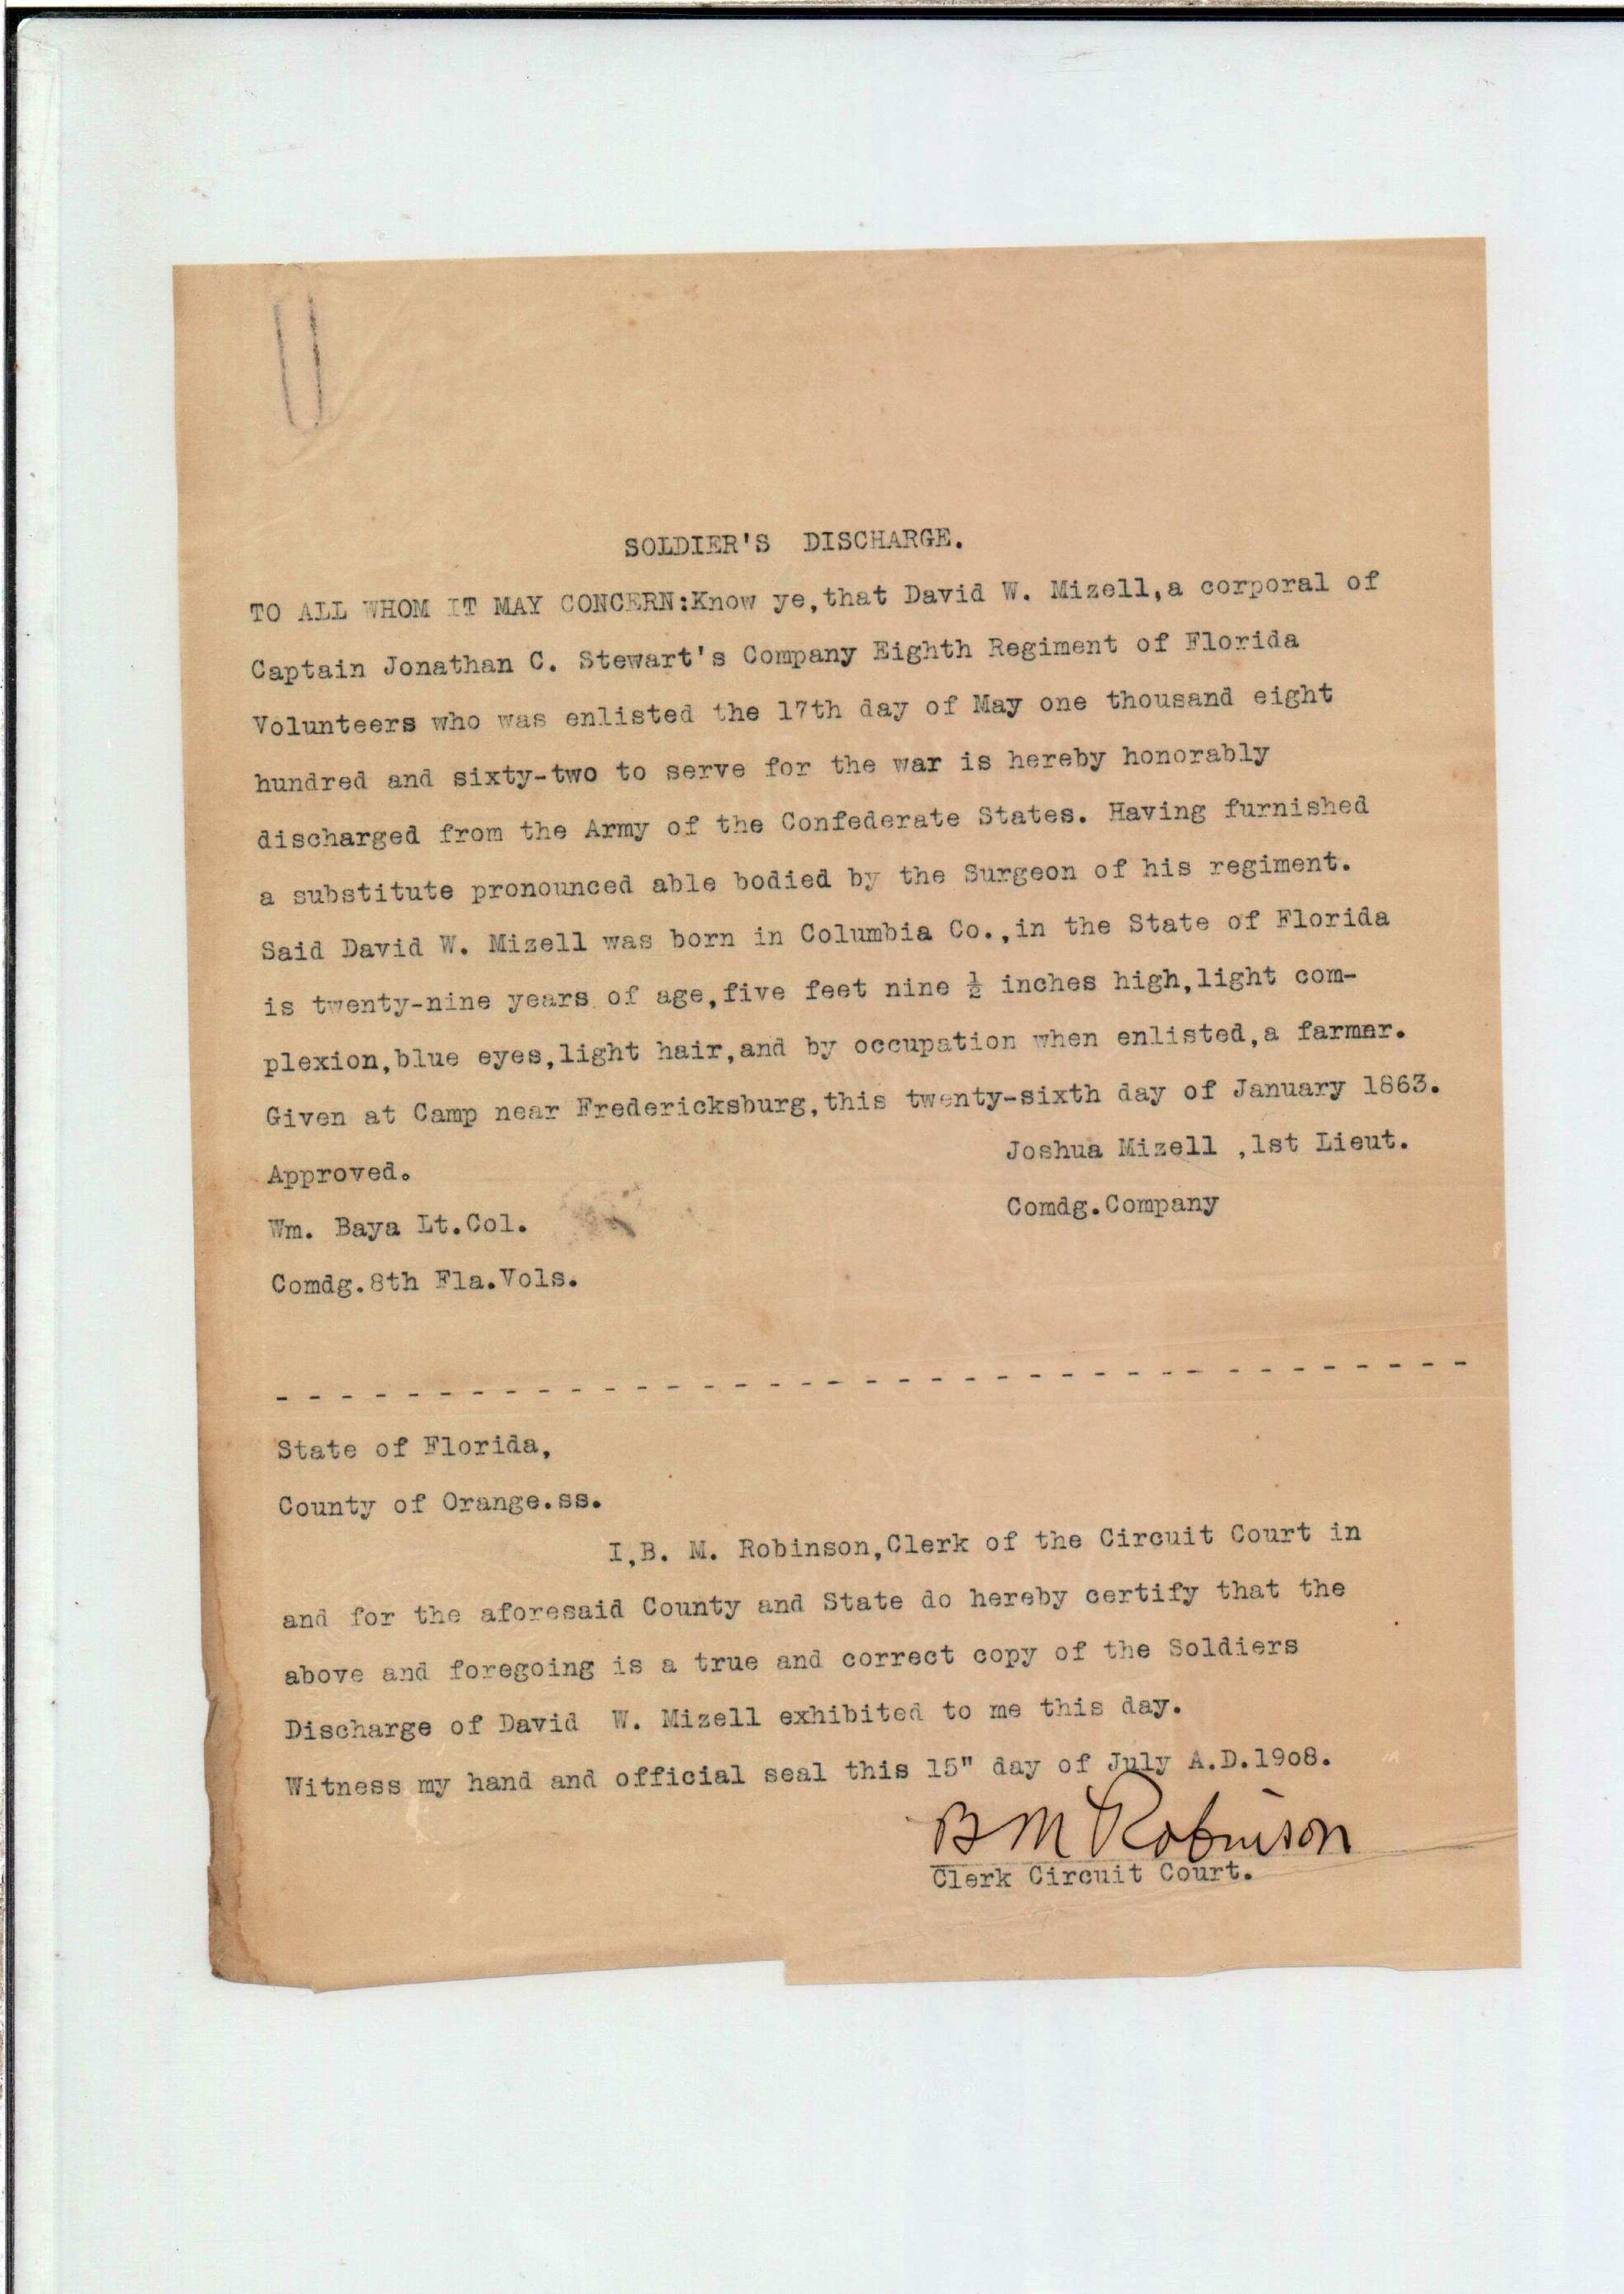 SOLDIER'S DISCHARGE.
TO ALL WHOM IT MAY CONCERN:Know ye,that David W. Mizell,a corporal of
Captain Jonathan C. Stewart's Company Eighth Regiment of Florida
Volunteers who was enlisted the 17th day of May one thousand eight
hundred and sixty-two to serve for the war is hereby honorably
discharged from the Army of the Confederate States. Having furnished
a substitute pronounced able bodied by the Surgeon of his regiment.
Said David W. Mizell was born in Columbia Co.,in the State of Florida
is twenty-nine years of age,five feet nine ½ inches high,light com-
plexion,blue eyes,light hair,and by occupation when enlisted,a farmar.
Given at Camp near Fredericksburg,this twenty-sixth day of January 1863.
Joshua Mizell ,1st Lieut.
Approved.
Comdg.Company
Wm. Baya Lt.Col.
Comdg.8th Fla.Vols.
- - - - - - - - - - - - - - - - - - - - - - - - - - - - - - - - - - - - -
State of Florida,
County of Orange.ss.
I,B. M. Robinson,Clerk of the Circuit Court in
and for the aforesaid County and State do hereby certify that the
above and foregoing is a true and correct copy of the Soldiers
Discharge of David W. Mizell exhibited to me this day.
Witness my hand and official seal this 15" day of July A.D.19o8.
B M Robinson
Clerk Circuit Court.